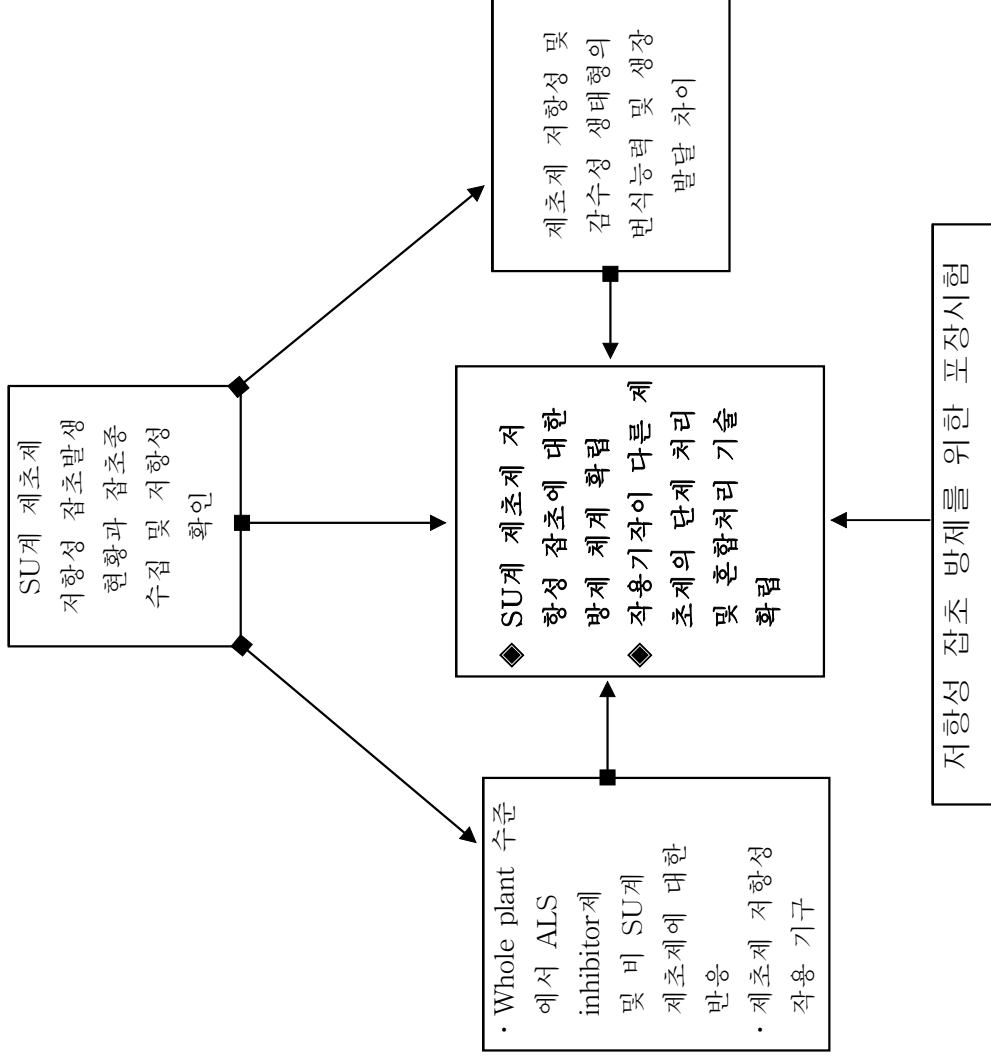 SU계 제초제
저항성 잡초발생
현황과 잡초종
수집 및 저항성
확인
· Whole plant 수준
에서 ALS
inhibitor제
및 비 SU계
제초제에 대한
반응
· 제초제 저항성
작용 기구
◈ SU계 제초제 저
항성 잡초에 대한
방제 체계 확립
◈ 작용기작이 다른 제
초제의 단제 처리
및 혼합처리 기술
확립
제초제 저항성 및
감수성 생태형의
번식능력 및 생장
발달 차이
저항성 잡초 방제를 위한 포장시험